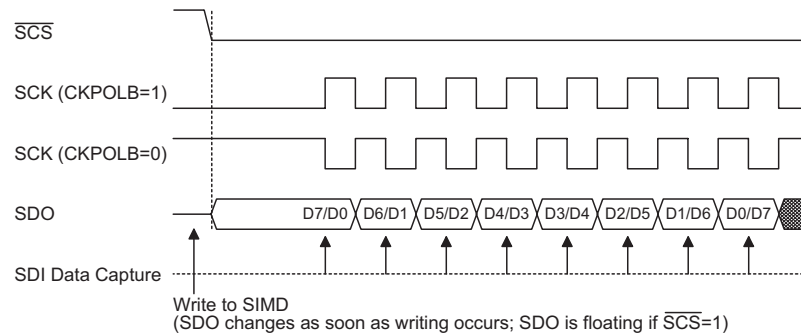 SCS
SCK (CKPOLB=1)
SCK (CKPOLB=0)
SDO
D7/D0 D6/D1 D5/D2 D4/D3 D3/D4 D2/D5 D1/D6 D0/D7
SDI Data Capture
Write to SIMD
(SDO changes as soon as writing occurs; SDO is floating if SCS=1)